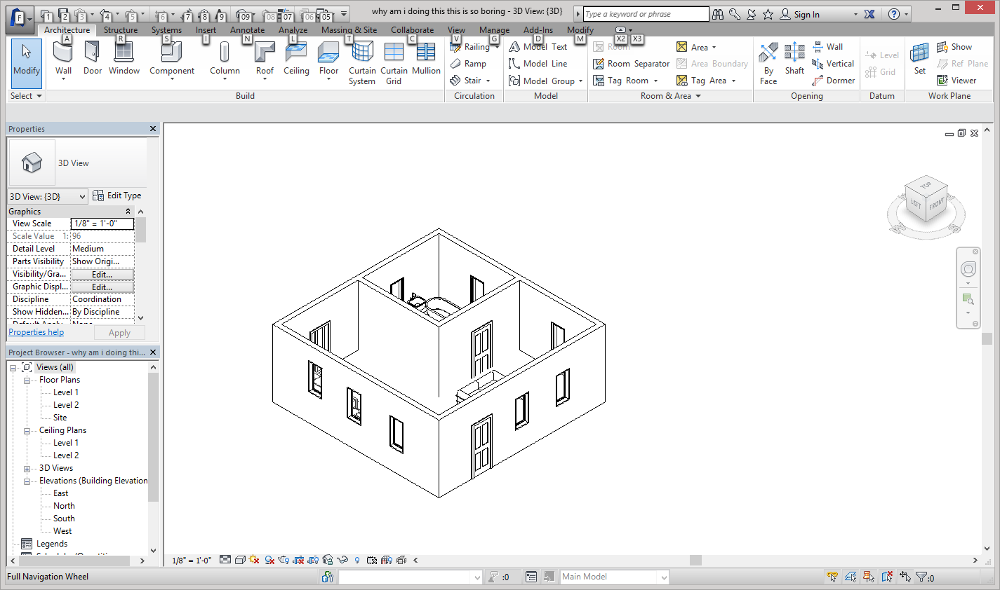 F
1 2 3 4 5 6 7 8 9 09 08 07 06 05
why am i doing this this is so boring - 3D View: {3D}
Type a keyword or phrase
Sign In
Architecture Structure Systems Insert Annotate Analyze Massing & Site Collaborate View Manage Add-Ins Modify
A R S I N L T C V G D M X2 X3
Modify
Wall
Door
Window
Component
Column
Roof
Ceiling
Floor
Curtain System
Curtain Grid
Mullion
Railing
Ramp
Stair
Model Text
Model Line
Model Group
Room
Room Separator
Tag Room
Area
Area Boundary
Tag Area
By Face
Shaft
Wall
Vertical
Dormer
Level
Grid
Set
Show
Ref Plane
Viewer
Select Build Circulation Model Room & Area Opening Datum Work Plane
Properties
3D View
3D View: {3D} Edit Type
Graphics
View Scale 1/8" = 1'-0"
Scale Value 1: 96
Detail Level Medium
Parts Visibility Show Origi...
Visibility/Gra... Edit...
Graphic Displ... Edit...
Discipline Coordination
Show Hidden... By Discipline
Properties help Apply
Project Browser - why am i doing thi...
Views (all)
Floor Plans
Level 1
Level 2
Site
Ceiling Plans
Level 1
Level 2
3D Views
Elevations (Building Elevation
East
North
South
West
Legends
TOP
LEFT FRONT
1/8" = 1'-0"
Full Navigation Wheel
:0
Main Model
:0